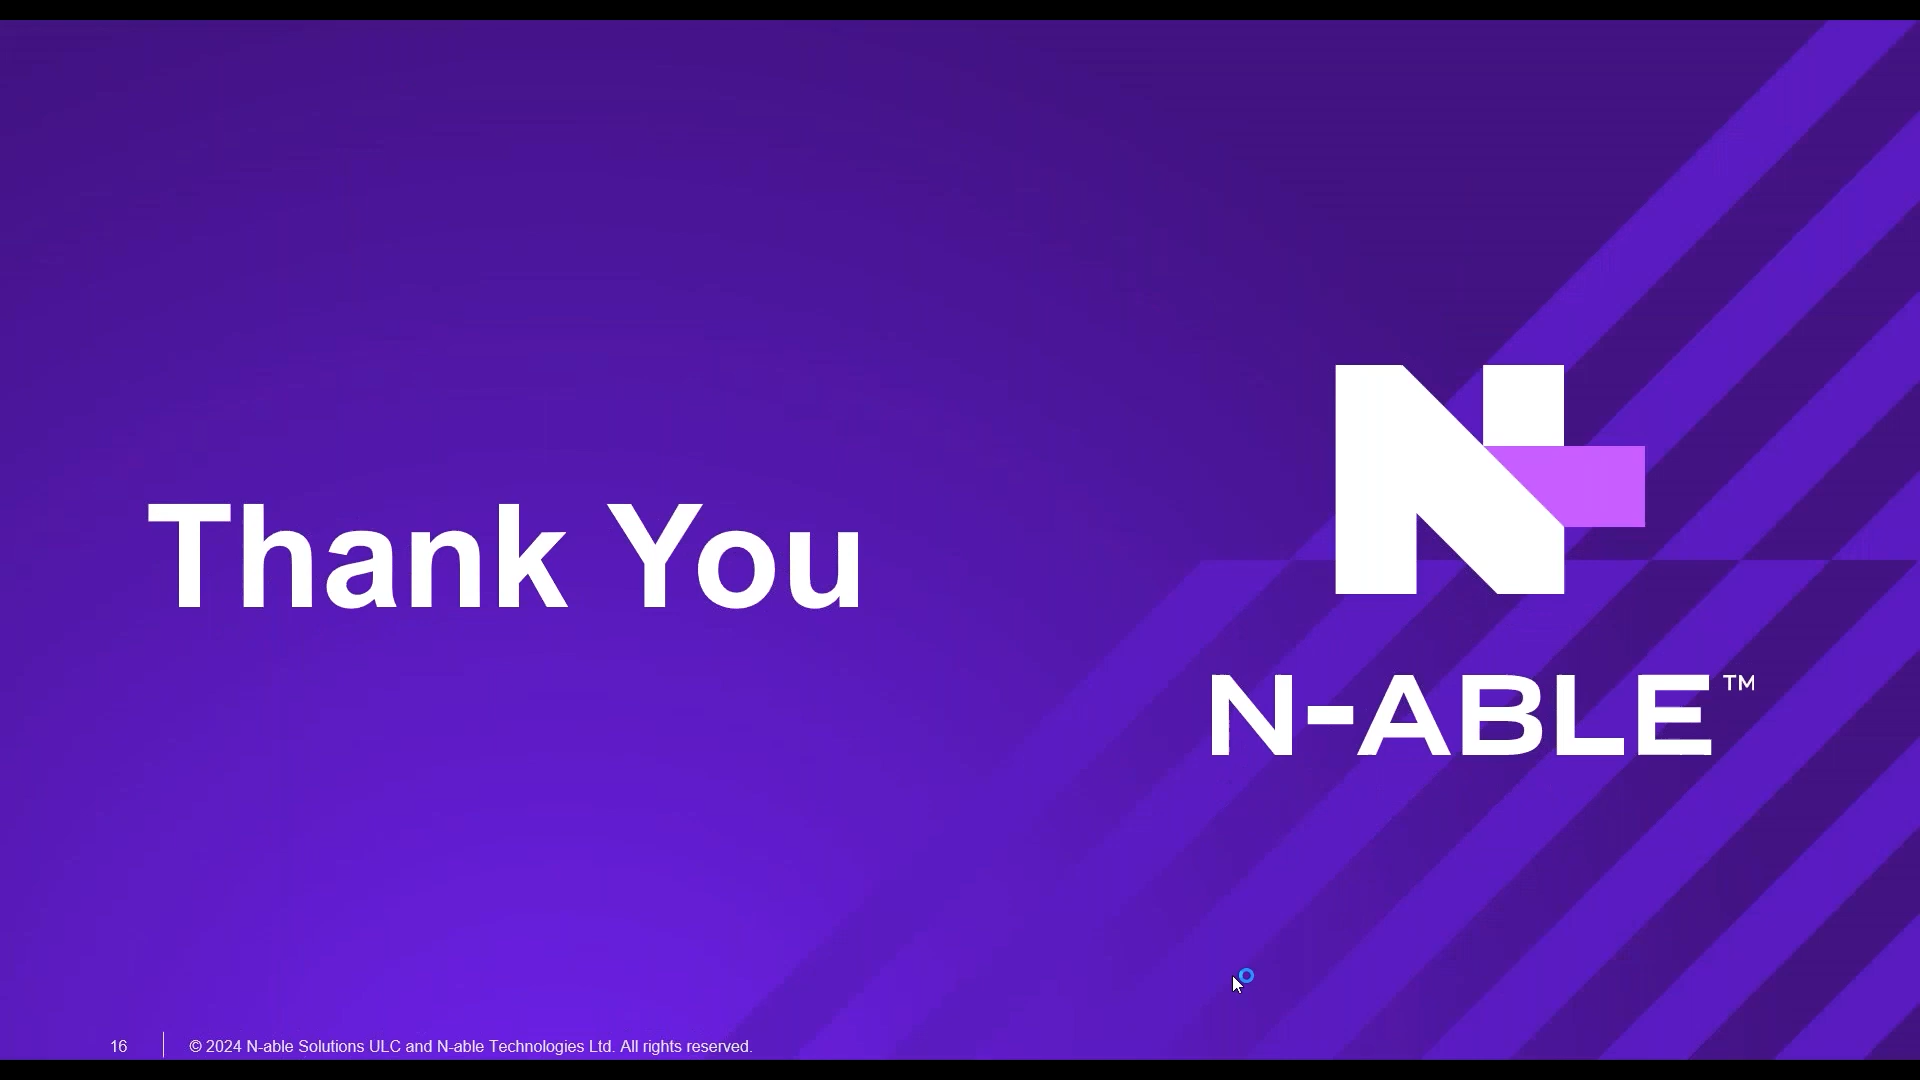 Thank You
N
N-ABLE™
16
© 2024 N-able Solutions ULC and N-able Technologies Ltd. All rights reserved.